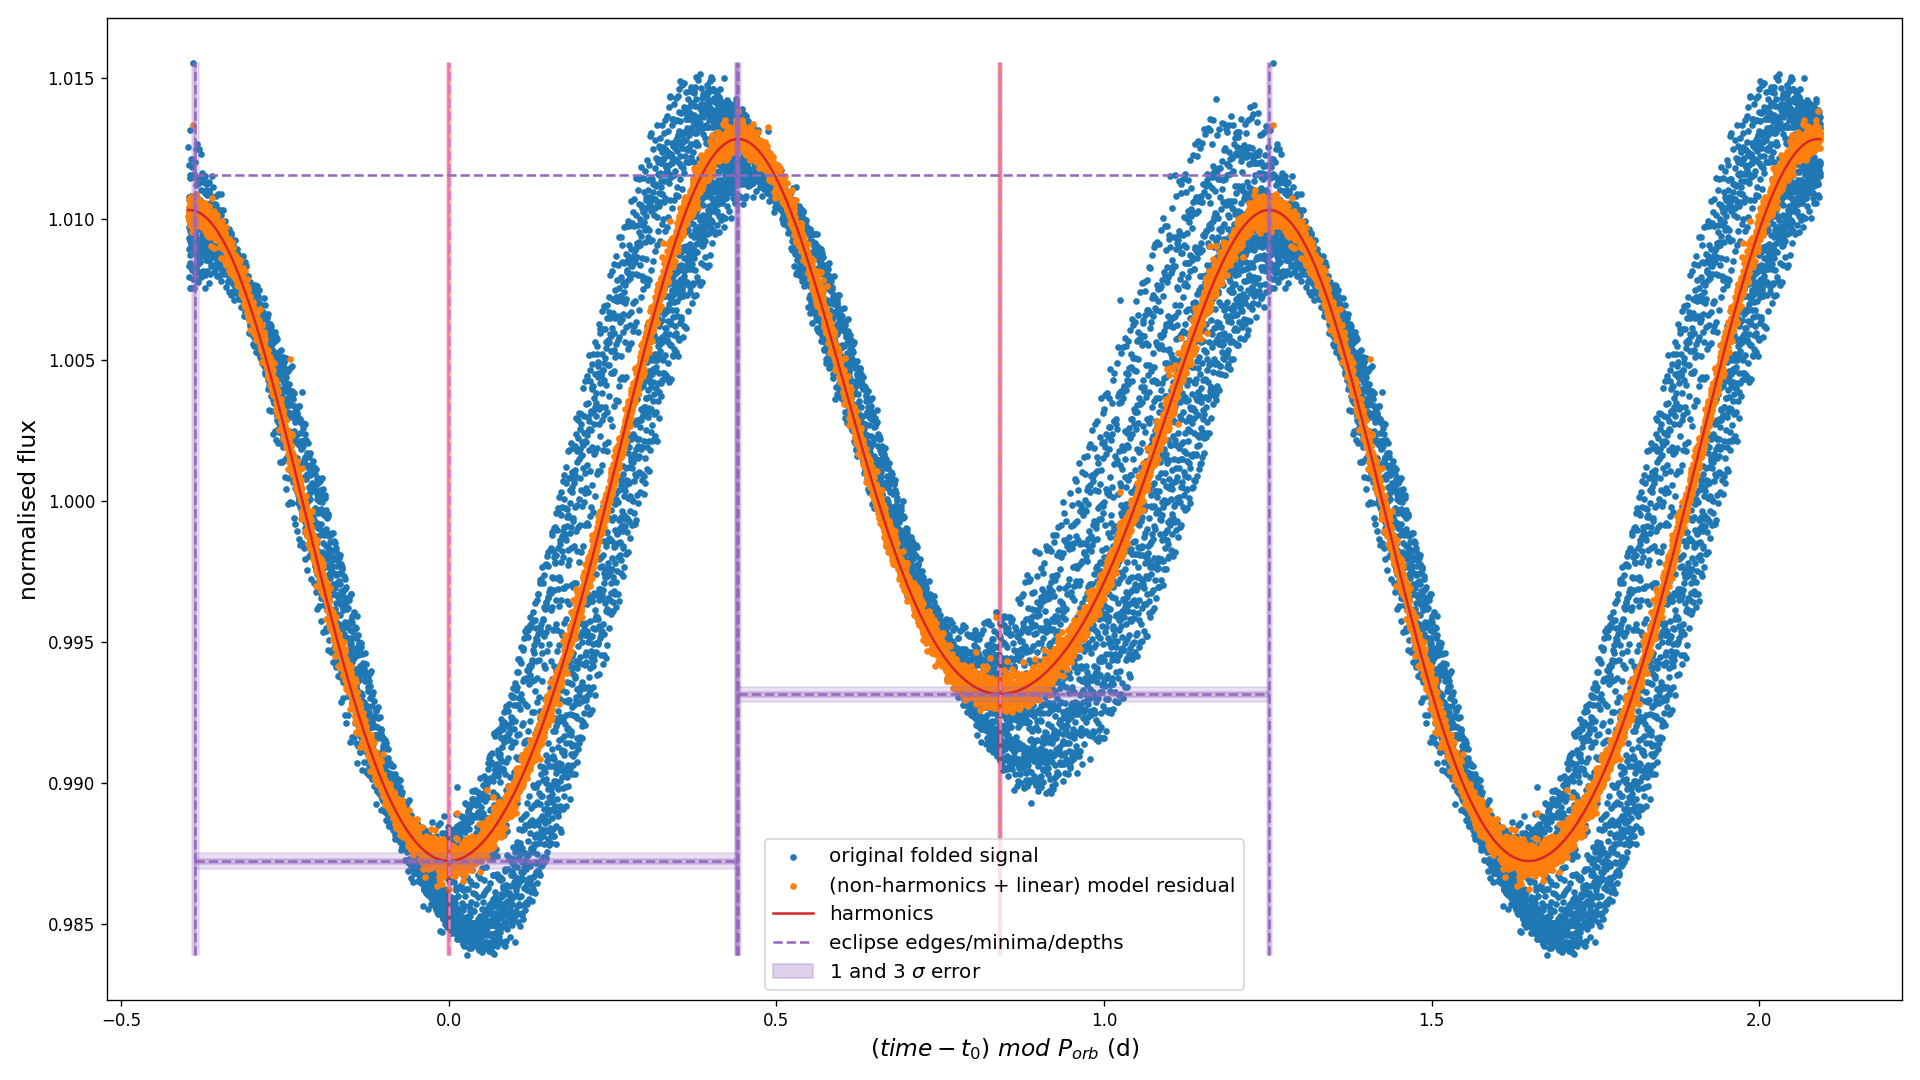 normalised flux
1.015
1.010
1.005
1.000
0.995
0.990
0.985
−0.5
0.0
0.5
1.0
1.5
2.0
(time − t₀) mod Pₒᵣb (d)
original folded signal
(non-harmonics + linear) model residual
harmonics
eclipse edges/minima/depths
1 and 3 σ error